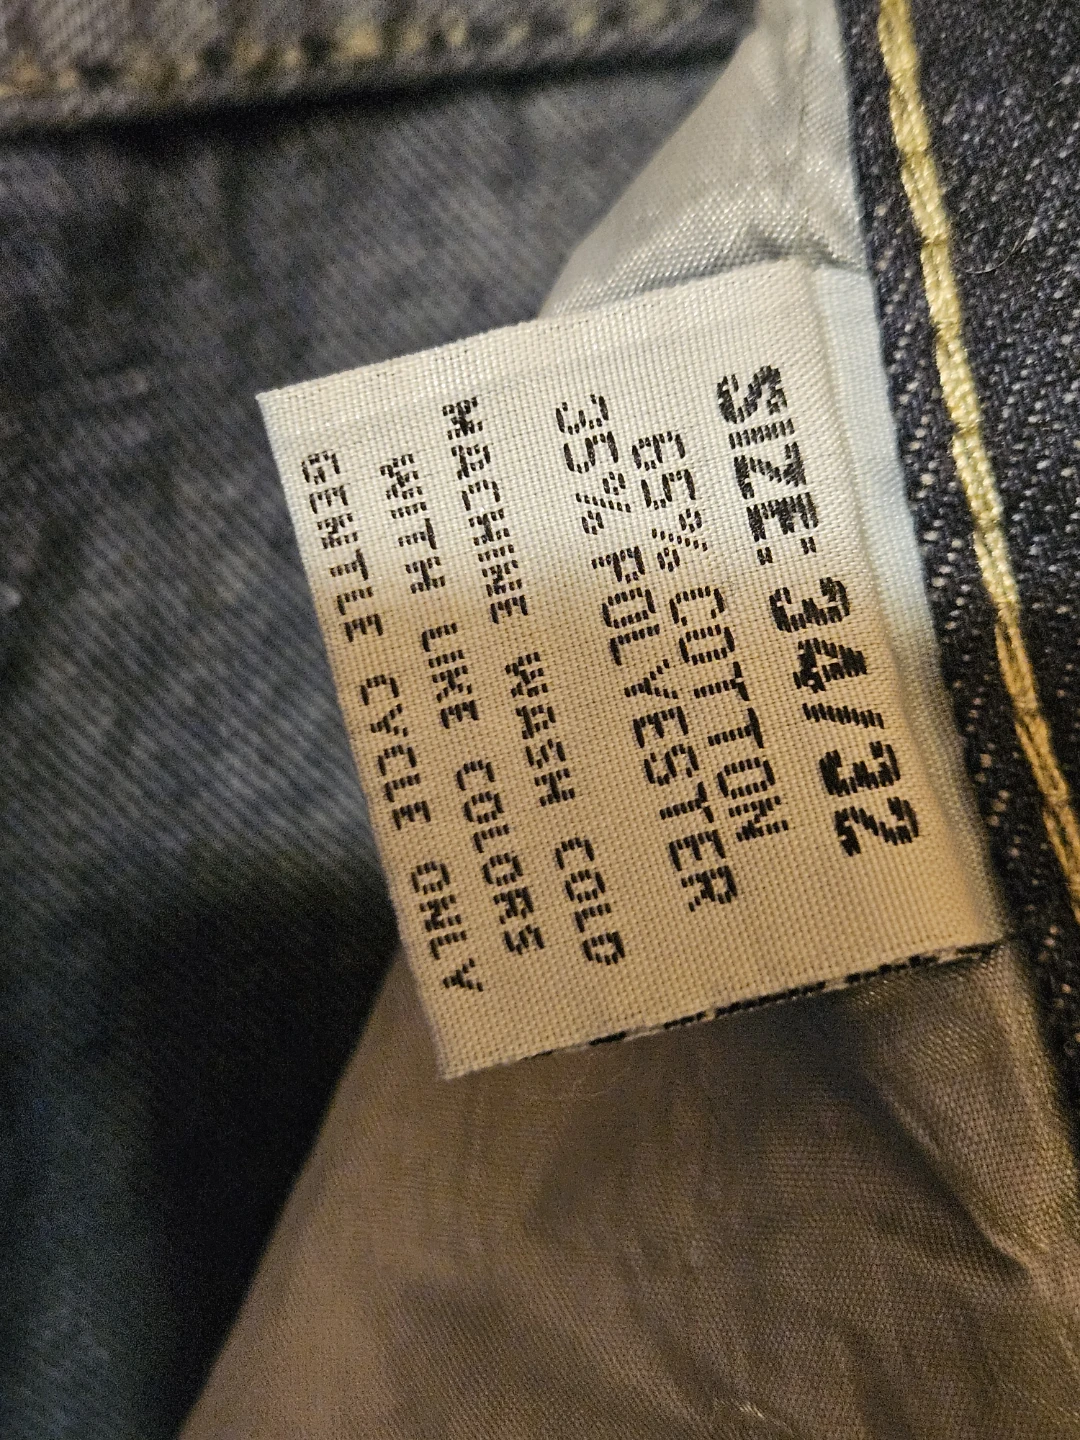 SIZE-34/32
65% COTTON
35% POLYESTER
MACHINE WASH COLD
WITH LIKE COLORS
GENTLE CYCLE ONLY